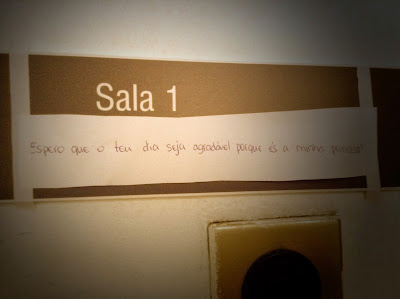 Sala 1
Espero que o teu dia seja agradável porque és a minha princesa!